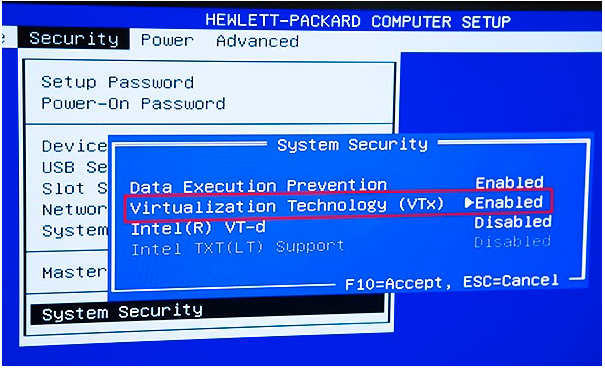 HEWLETT-PACKARD COMPUTER SETUP
e Security Power Advanced
Setup Password
Power-On Password
Device
USB Se
Slot S
Networ
System
Master
System Security
System Security
Data Execution Prevention Enabled
Virtualization Technology (VTx) ▶Enabled
Intel(R) VT-d Disabled
Intel TXT(LT) Support Disabled
F10=Accept, ESC=Cancel